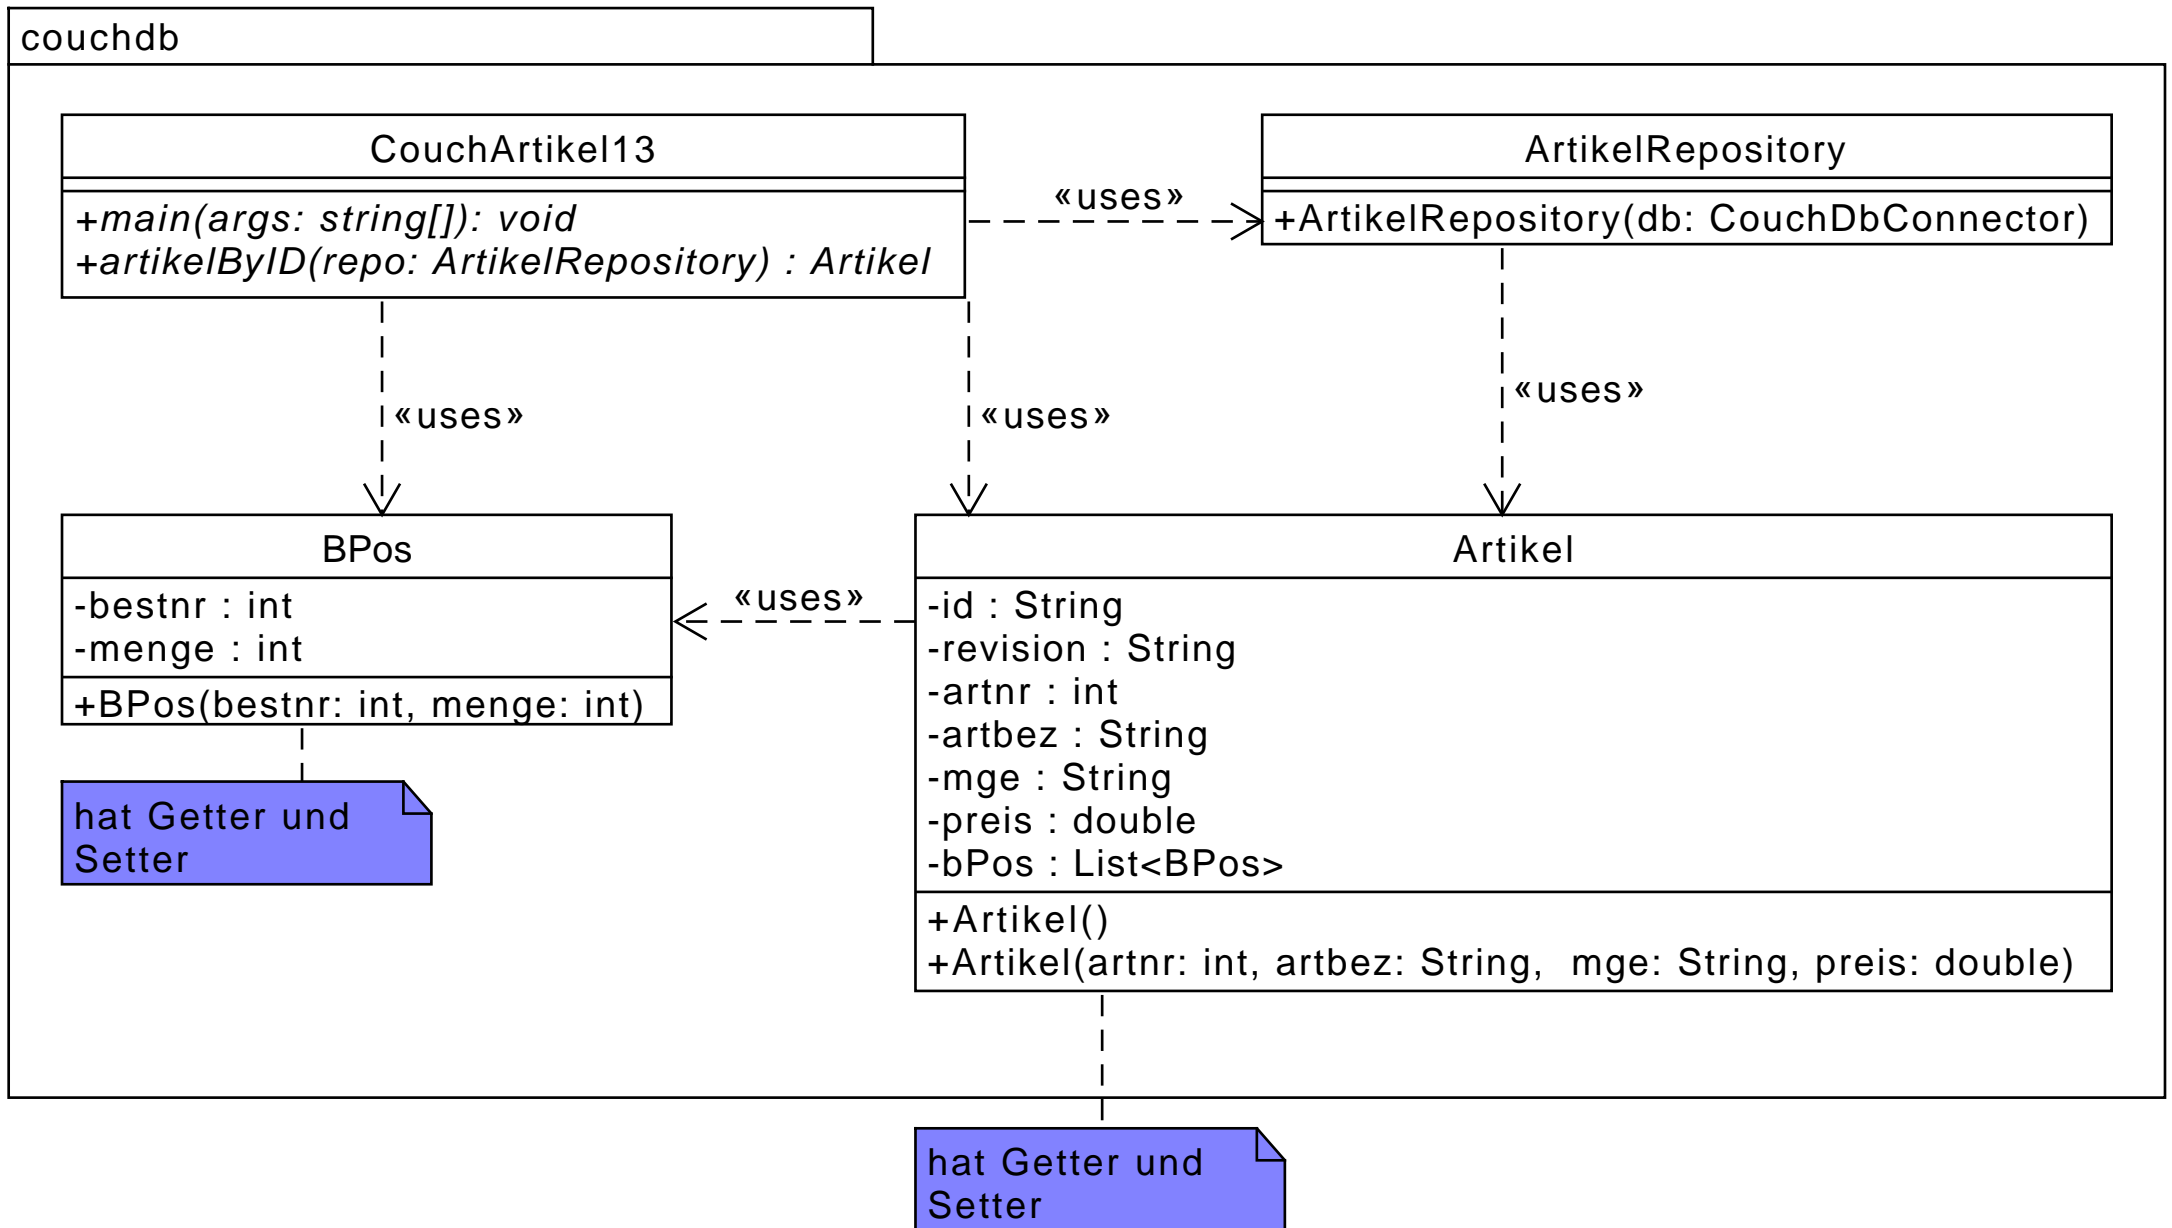 couchdb
CouchArtikel13
+main(args: string[]): void
+artikelByID(repo: ArtikelRepository) : Artikel
«uses»
ArtikelRepository
+ArtikelRepository(db: CouchDbConnector)
«uses»
«uses»
«uses»
BPos
-bestnr : int
-menge : int
+BPos(bestnr: int, menge: int)
hat Getter und
Setter
«uses»
Artikel
-id : String
-revision : String
-artnr : int
-artbez : String
-mge : String
-preis : double
-bPos : List<BPos>
+Artikel()
+Artikel(artnr: int, artbez: String,  mge: String, preis: double)
hat Getter und
Setter